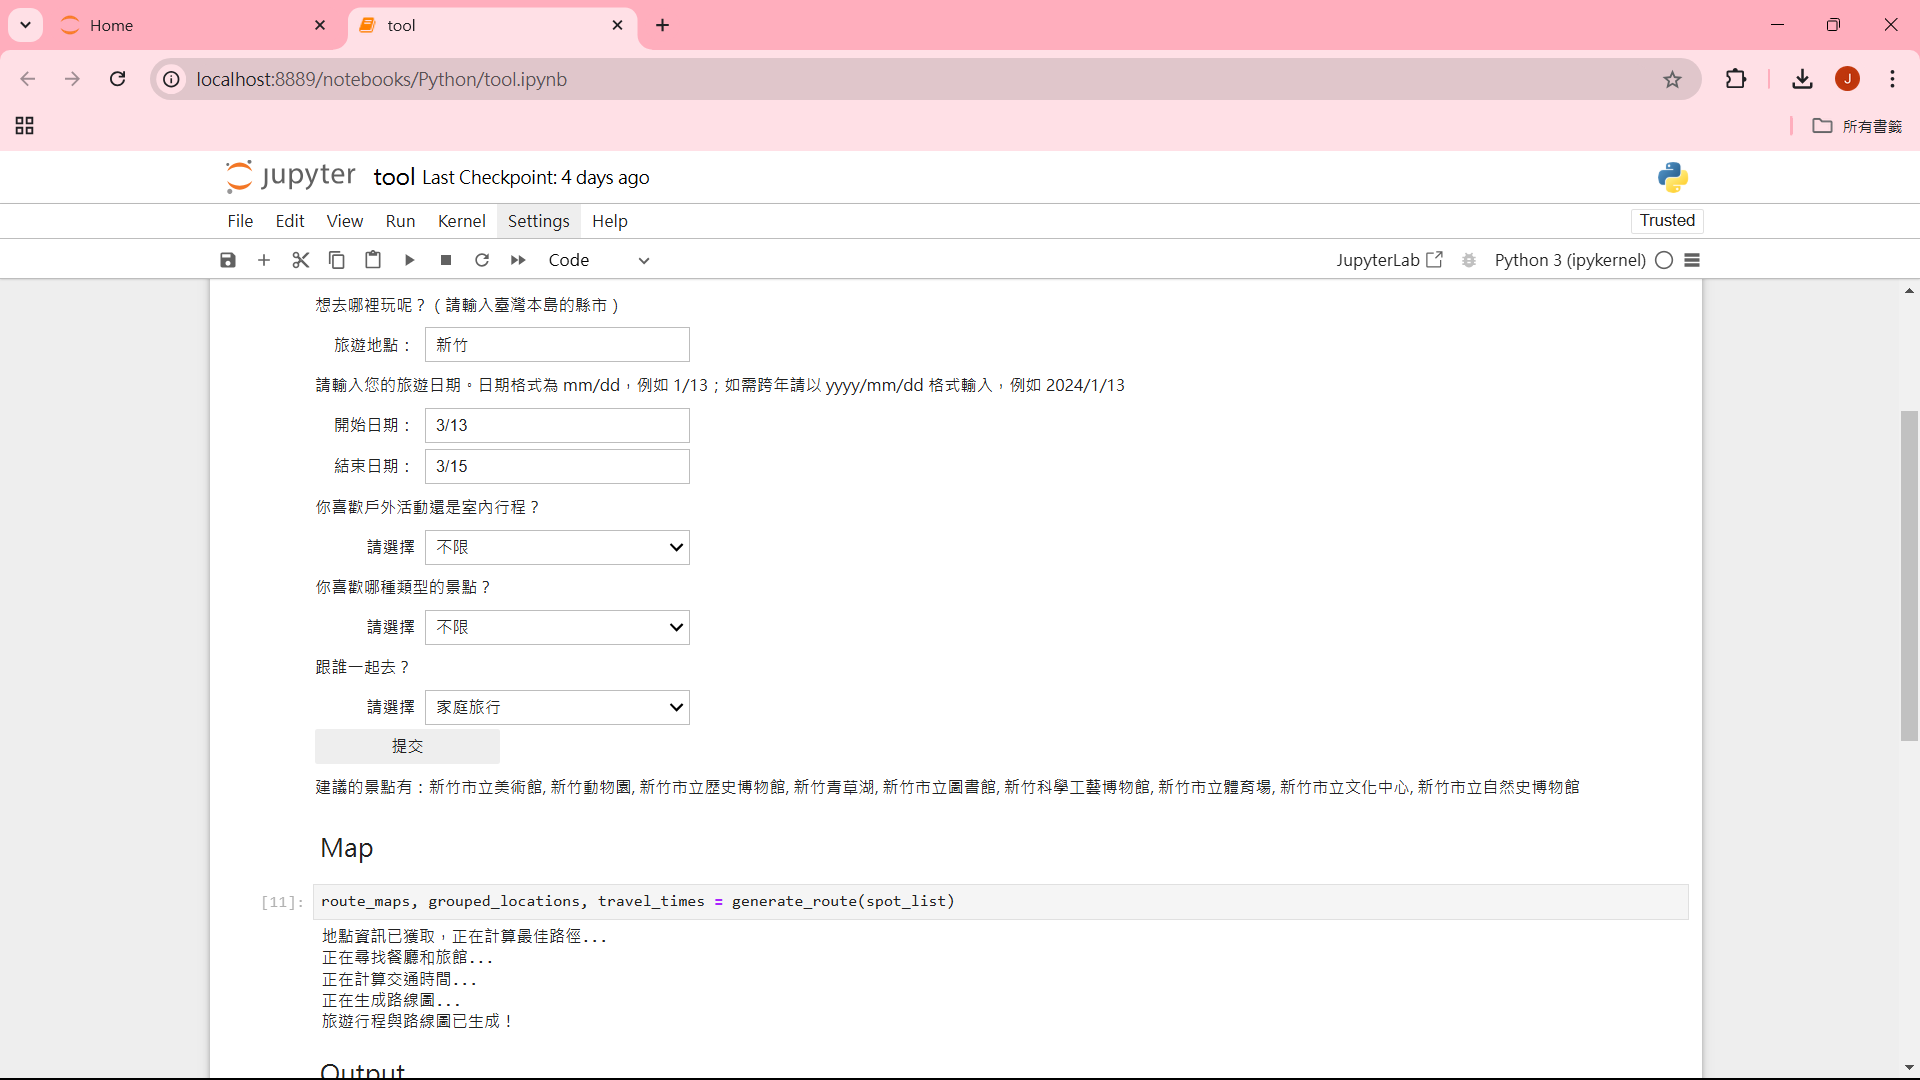 Home
tool
localhost:8889/notebooks/Python/tool.ipynb
J
所有書籤
jupyter tool Last Checkpoint: 4 days ago
File Edit View Run Kernel Settings Help
Trusted
Code
JupyterLab
Python 3 (ipykernel)
想去哪裡玩呢？（請輸入臺灣本島的縣市）
旅遊地點： 新竹
請輸入您的旅遊日期。日期格式為 mm/dd，例如 1/13；如需跨年請以 yyyy/mm/dd 格式輸入，例如 2024/1/13
開始日期： 3/13
結束日期： 3/15
你喜歡戶外活動還是室內行程？
請選擇 不限
你喜歡哪種類型的景點？
請選擇 不限
跟誰一起去？
請選擇 家庭旅行
提交
建議的景點有：新竹市立美術館, 新竹動物園, 新竹市立歷史博物館, 新竹青草湖, 新竹市立圖書館, 新竹科學工藝博物館, 新竹市立體育場, 新竹市立文化中心, 新竹市立自然史博物館
Map
[11]: route_maps, grouped_locations, travel_times = generate_route(spot_list)
地點資訊已獲取，正在計算最佳路徑...
正在尋找餐廳和旅館...
正在計算交通時間...
正在生成路線圖...
旅遊行程與路線圖已生成！
Output